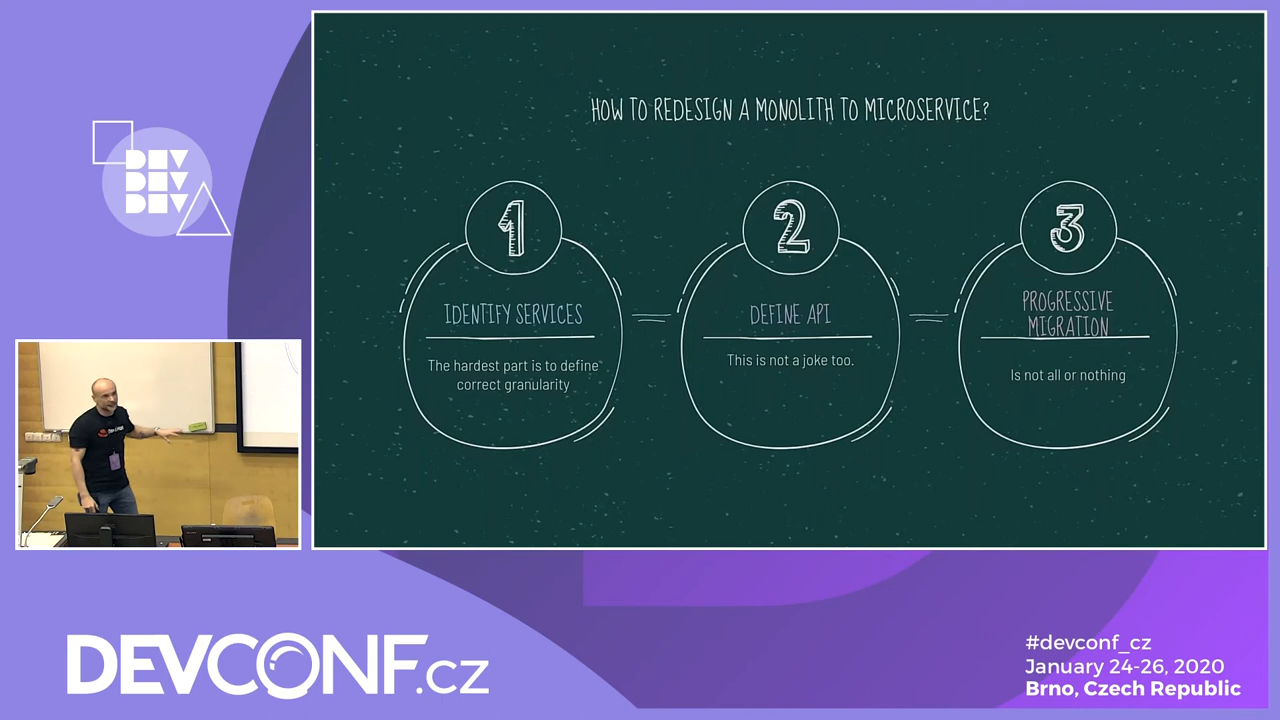 DEV
DEV
DEV
HOW TO REDESIGN A MONOLITH TO MICROSERVICE?
1
IDENTIFY SERVICES
The hardest part is to define
correct granularity
2
DEFINE API
This is not a joke too.
3
PROGRESSIVE
MIGRATION
Is not all or nothing
DEVCONF.cz
#devconf_cz
January 24-26, 2020
Brno, Czech Republic